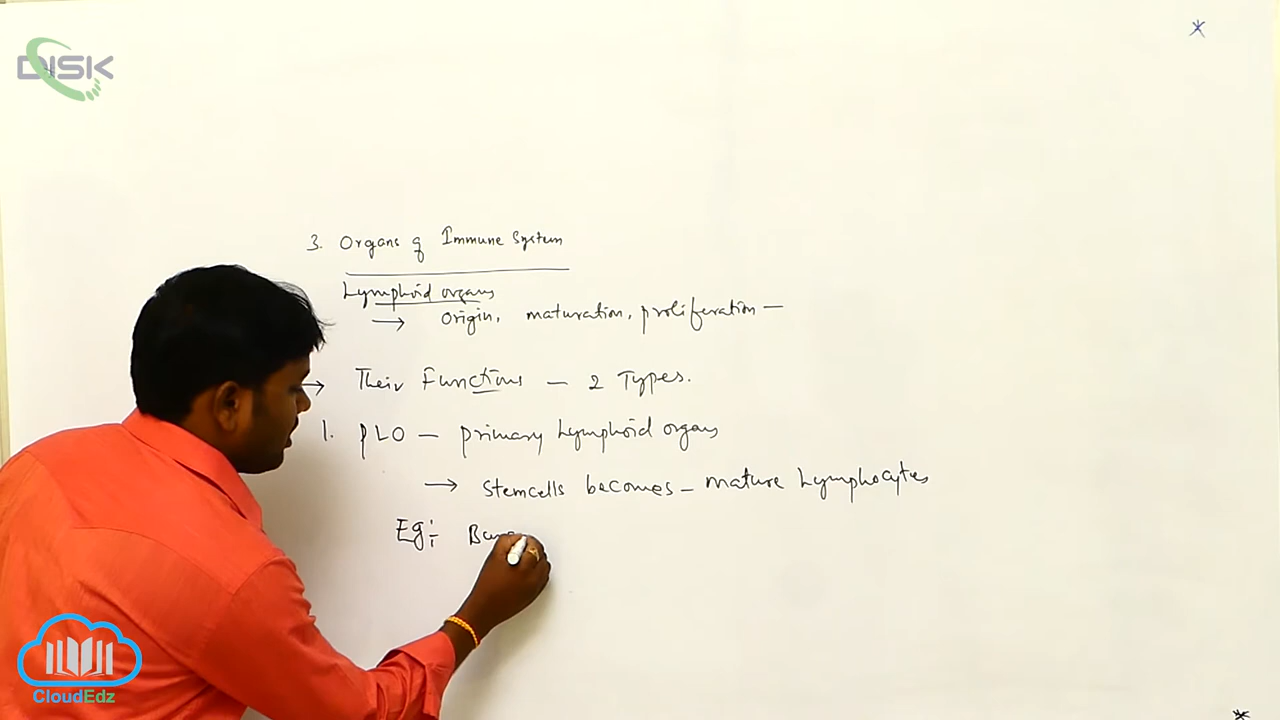 DISK
3. Organs of Immune System
Lymphoid organs
→ origin, maturation, proliferation —
→ Their Functions — 2 Types.
1. PLO — primary Lymphoid organs
→ Stemcells becomes – mature Lymphocytes
Eg:-
CloudEdz